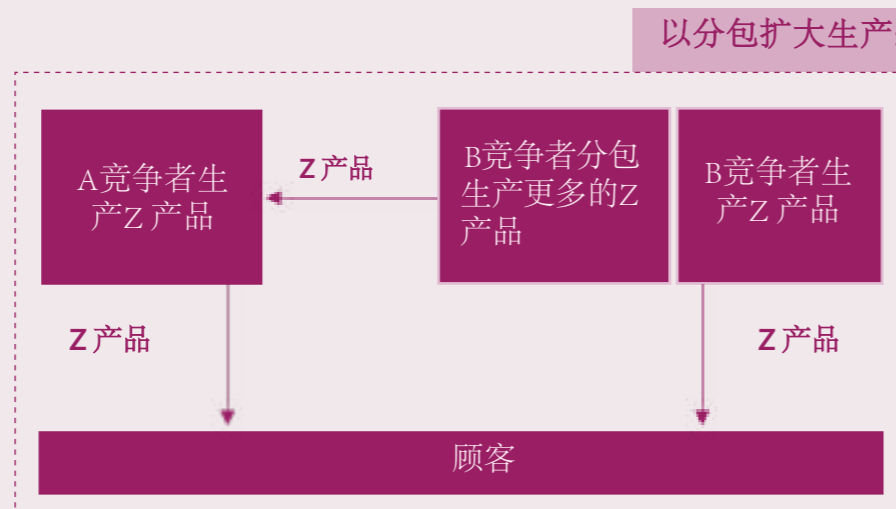 以分包扩大生产
A竞争者生
产Z 产品
Z 产品
B竞争者分包
生产更多的Z
产品
B竞争者生
产Z 产品
Z 产品
Z 产品
顾客